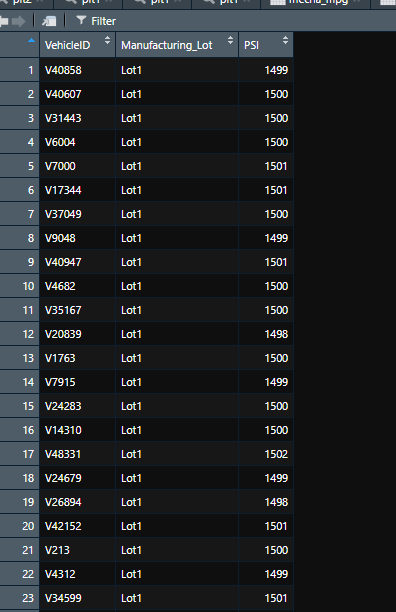 plt2 plt1 plt1 plt1 mecha_mpg
Filter
VehicleID Manufacturing_Lot PSI
1 V40858 Lot1 1499
2 V40607 Lot1 1500
3 V31443 Lot1 1500
4 V6004 Lot1 1500
5 V7000 Lot1 1501
6 V17344 Lot1 1501
7 V37049 Lot1 1500
8 V9048 Lot1 1499
9 V40947 Lot1 1501
10 V4682 Lot1 1500
11 V35167 Lot1 1500
12 V20839 Lot1 1498
13 V1763 Lot1 1500
14 V7915 Lot1 1499
15 V24283 Lot1 1500
16 V14310 Lot1 1500
17 V48331 Lot1 1502
18 V24679 Lot1 1499
19 V26894 Lot1 1498
20 V42152 Lot1 1501
21 V213 Lot1 1500
22 V4312 Lot1 1499
23 V34599 Lot1 1501